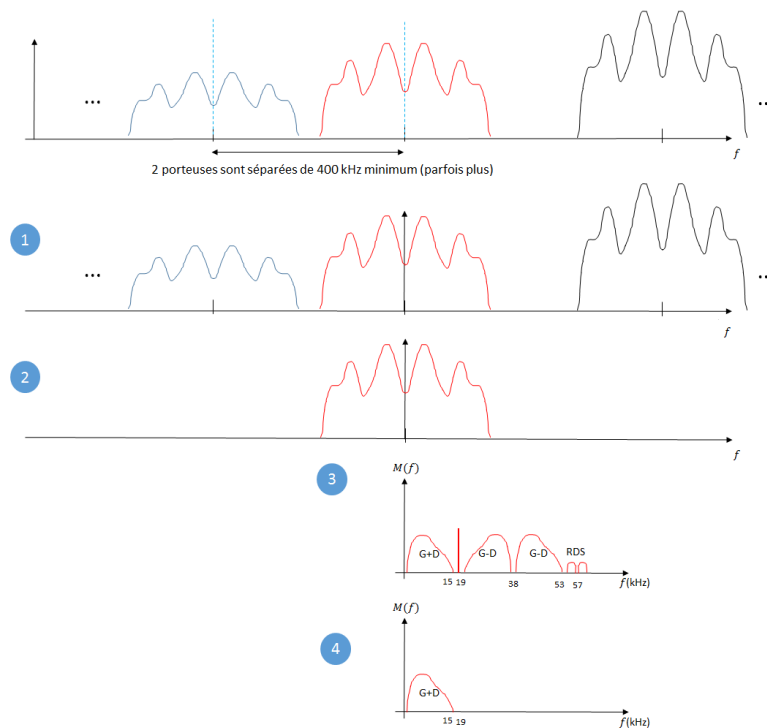 ...
...
f
2 porteuses sont séparées de 400 kHz minimum (parfois plus)
1
...
...
f
2
f
3
M(f)
G+D
G-D
G-D
RDS
15 19 38 53 57 f(kHz)
4
M(f)
G+D
15 19 f(kHz)